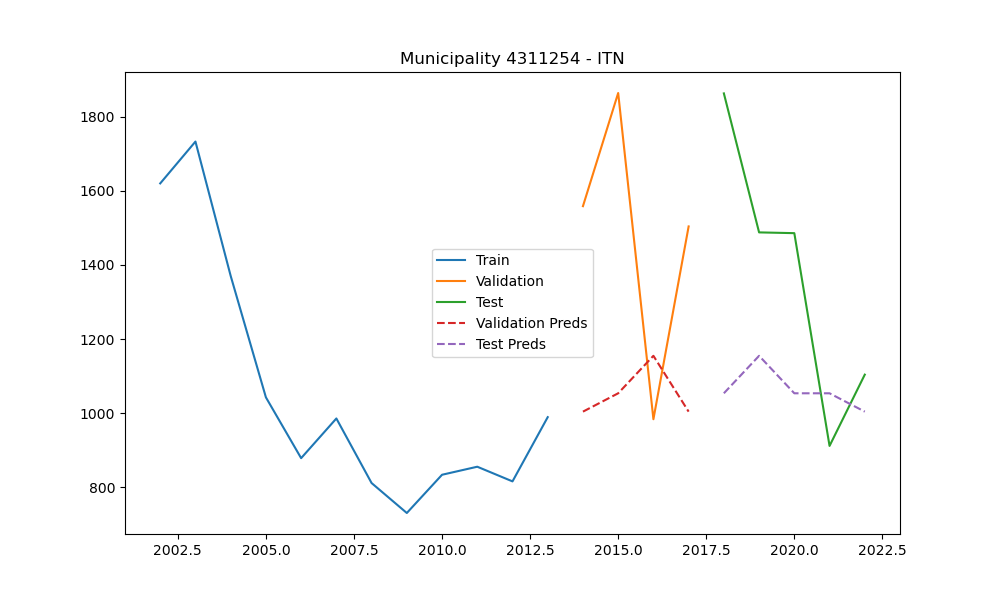 Municipality 4311254 - ITN
1800
1600
1400
1200
1000
800
Train
Validation
Test
Validation Preds
Test Preds
2002.5 2005.0 2007.5 2010.0 2012.5 2015.0 2017.5 2020.0 2022.5